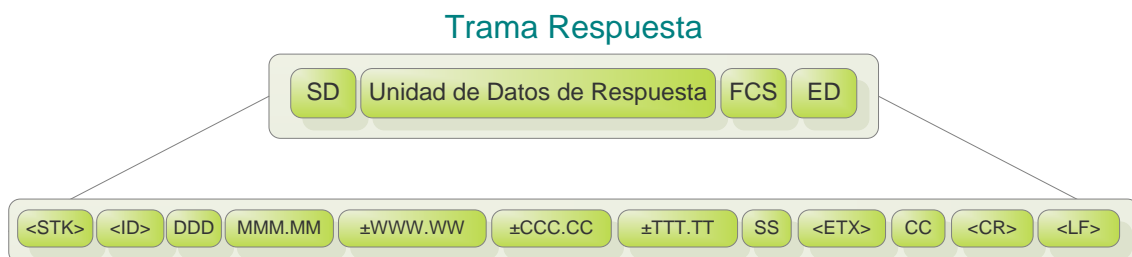 Trama Respuesta
SD Unidad de Datos de Respuesta FCS ED
<STK> <ID> DDD MMM.MM ±WWW.WW ±CCC.CC ±TTT.TT SS <ETX> CC <CR> <LF>